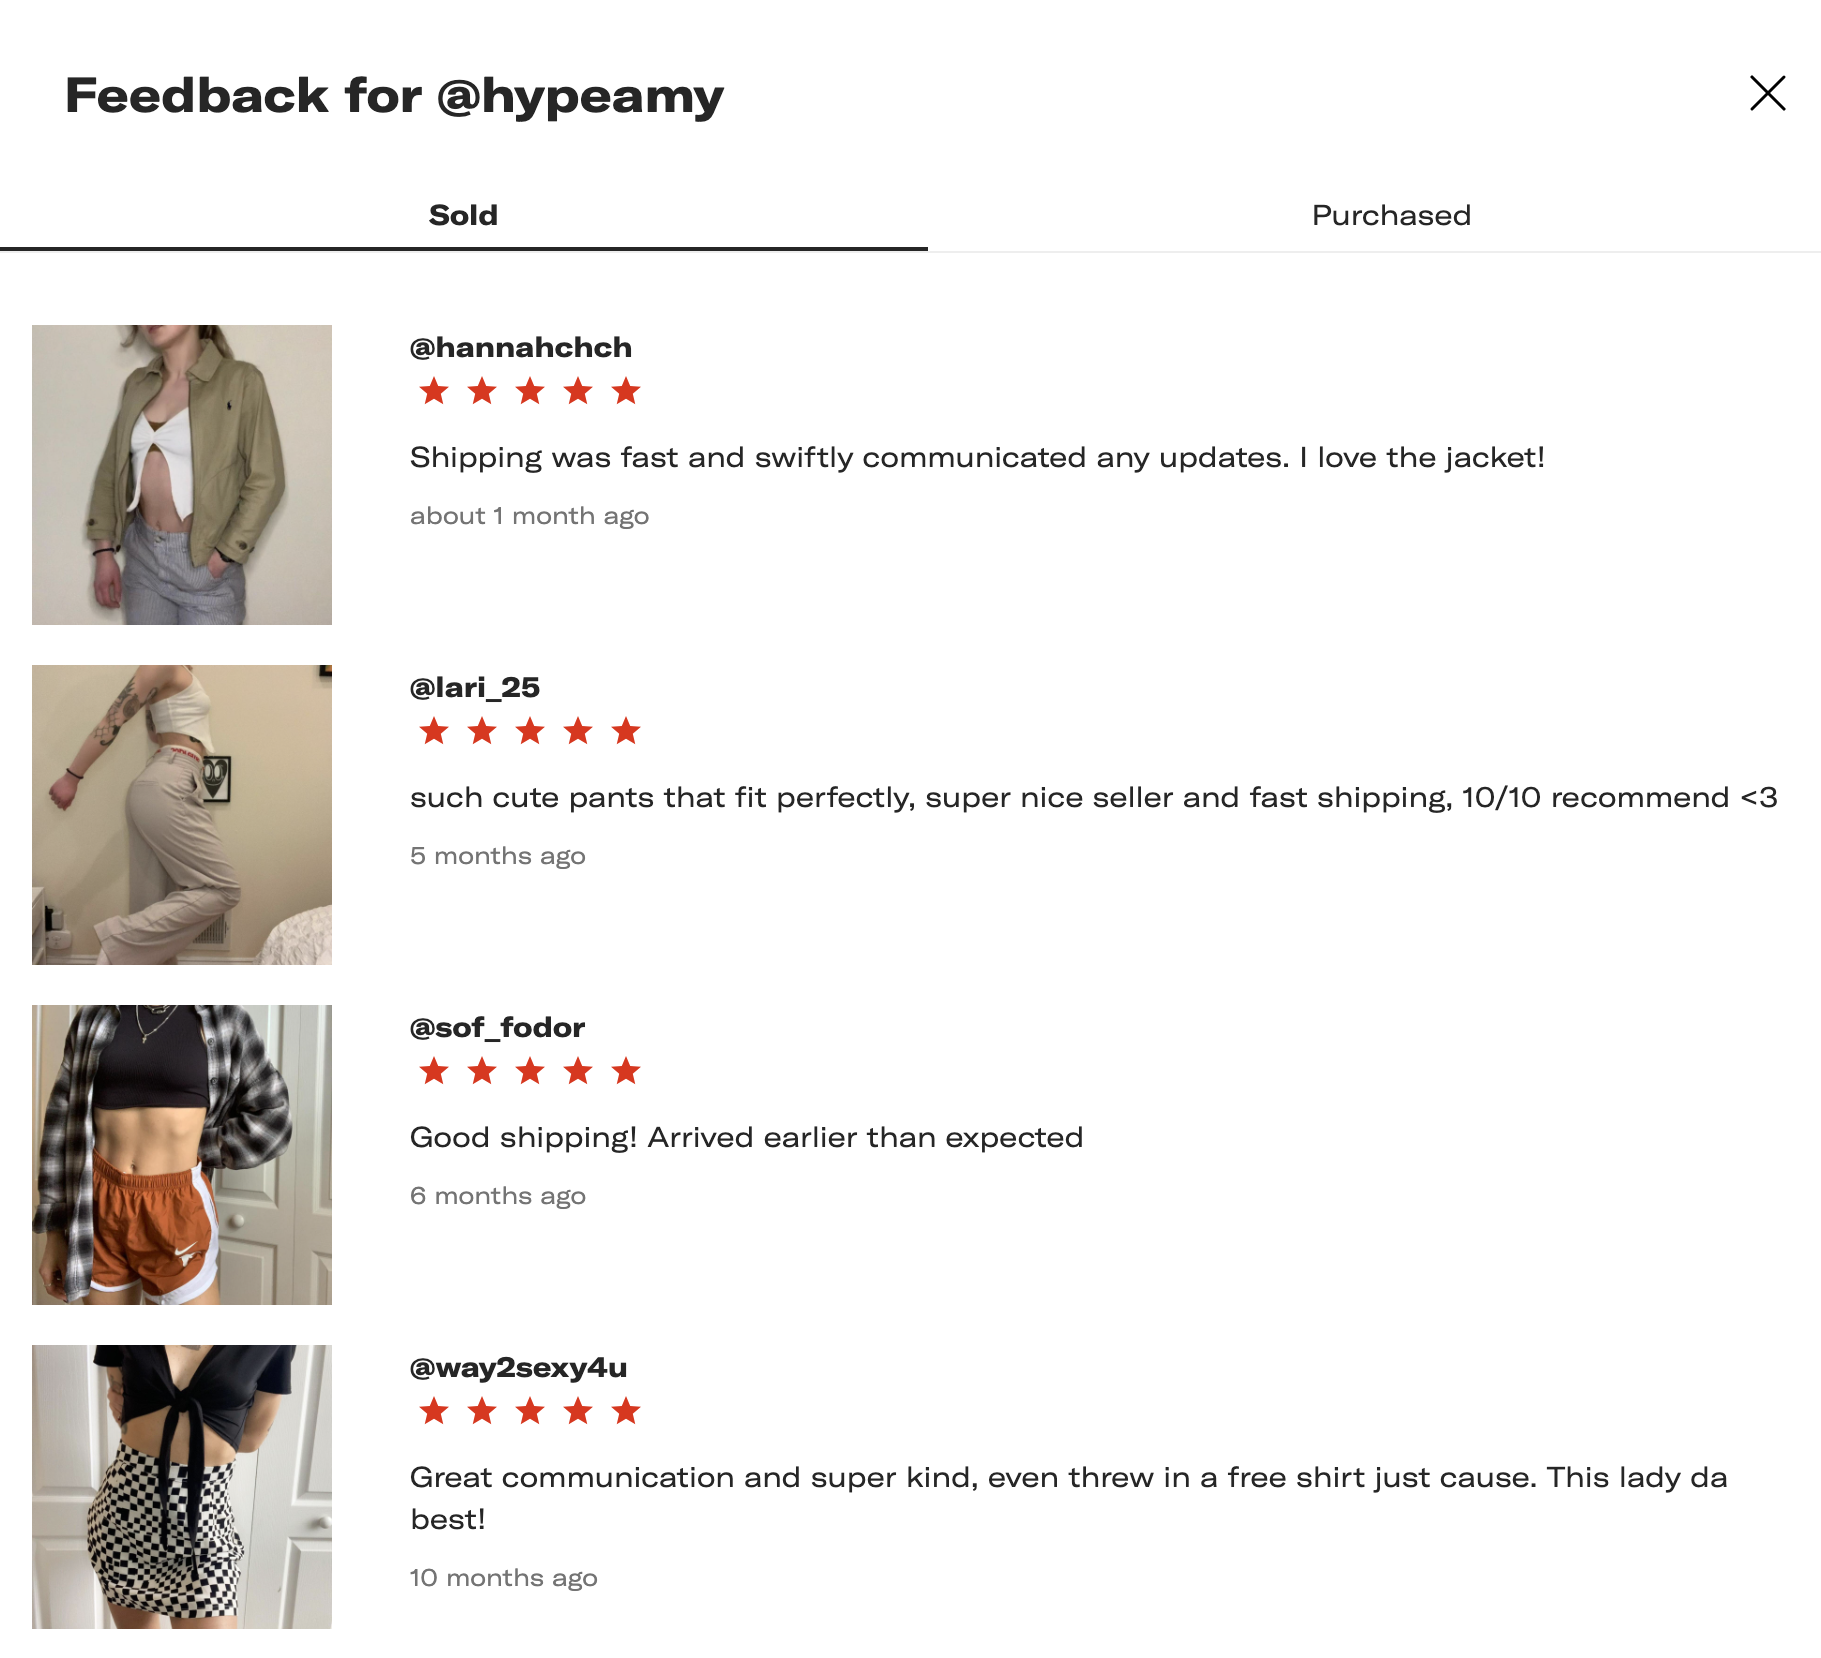 Feedback for @hypeamy
Sold
Purchased
@hannahchch
Shipping was fast and swiftly communicated any updates. I love the jacket!
about 1 month ago
@lari_25
such cute pants that fit perfectly, super nice seller and fast shipping, 10/10 recommend <3
5 months ago
@sof_fodor
Good shipping! Arrived earlier than expected
6 months ago
@way2sexy4u
Great communication and super kind, even threw in a free shirt just cause. This lady da
best!
10 months ago